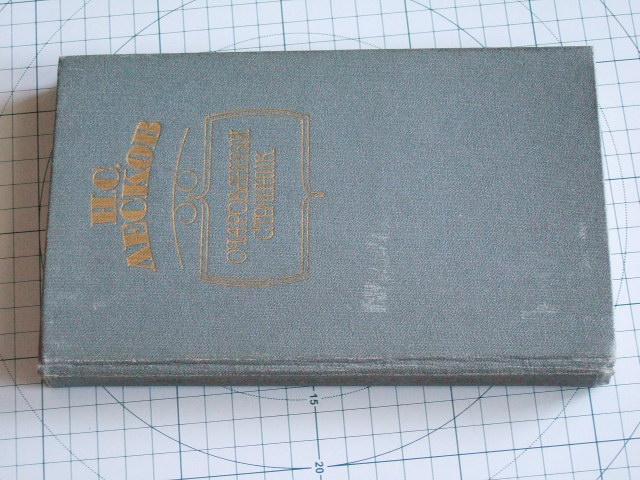 Н.С.
ЛЕСКОВ
ОЧАРОВАННЫЙ
СТРАННИК
15
20